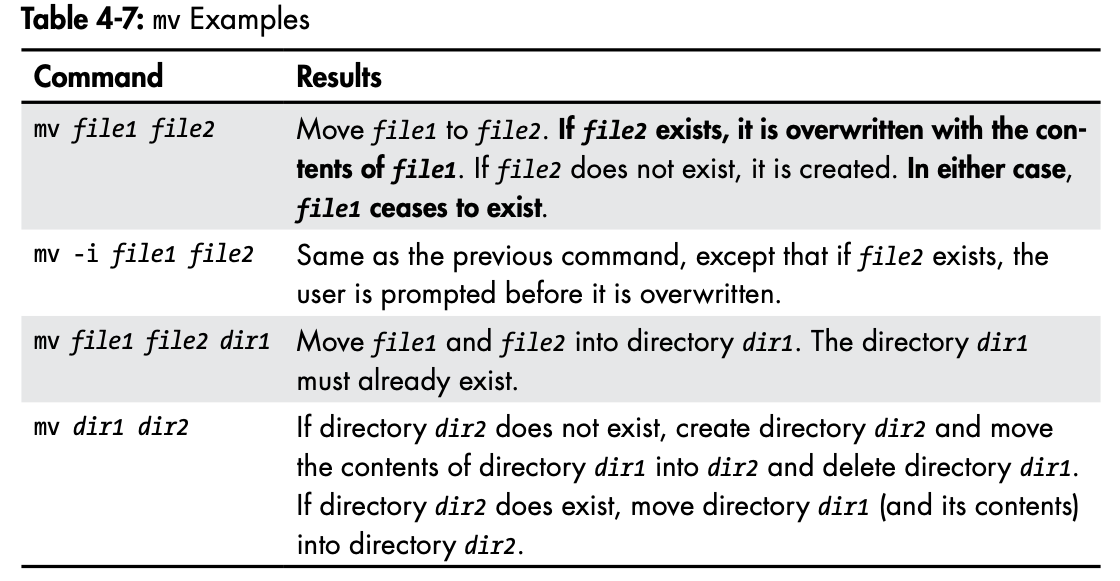 Table 4-7: mv Examples
Command Results
mv file1 file2 Move file1 to file2. If file2 exists, it is overwritten with the con-
tents of file1. If file2 does not exist, it is created. In either case,
file1 ceases to exist.
mv -i file1 file2 Same as the previous command, except that if file2 exists, the
user is prompted before it is overwritten.
mv file1 file2 dir1 Move file1 and file2 into directory dir1. The directory dir1
must already exist.
mv dir1 dir2 If directory dir2 does not exist, create directory dir2 and move
the contents of directory dir1 into dir2 and delete directory dir1.
If directory dir2 does exist, move directory dir1 (and its contents)
into directory dir2.